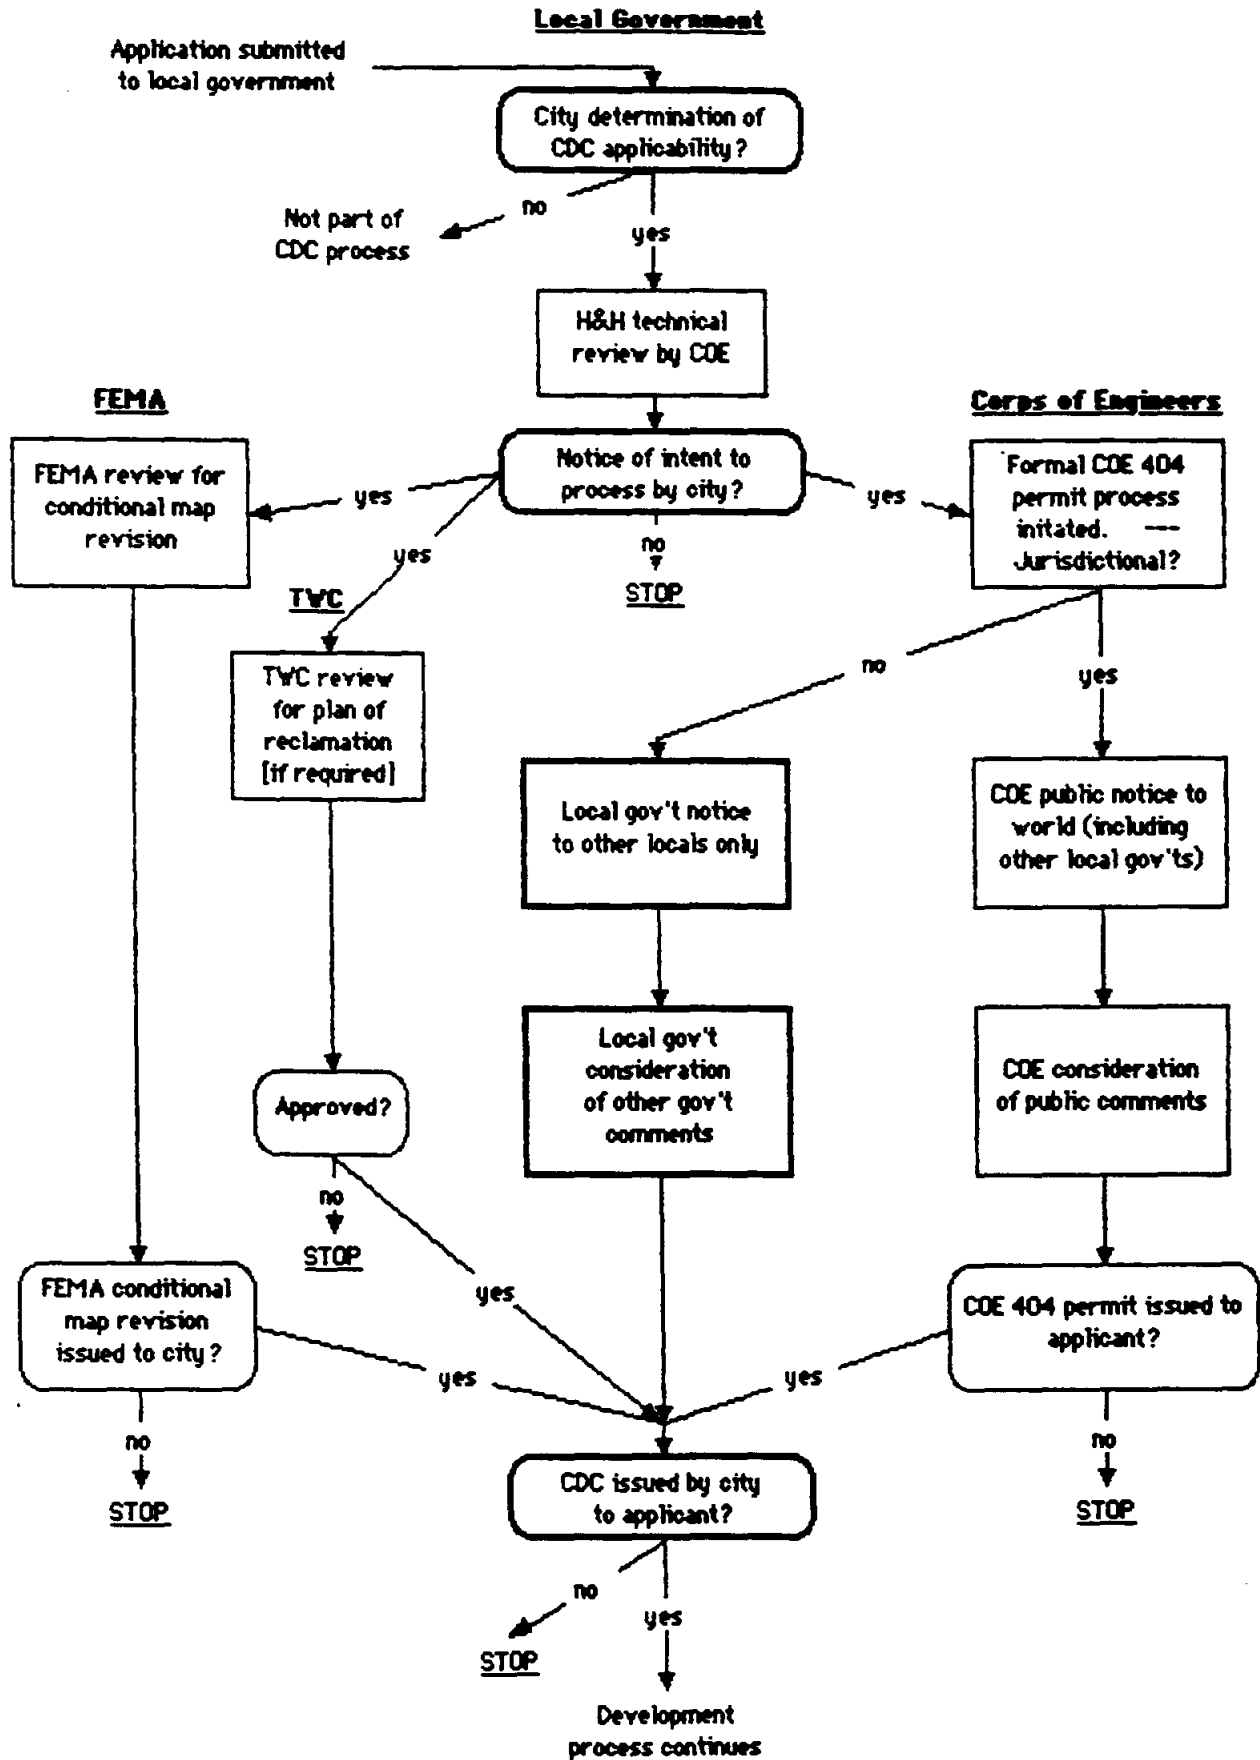 Local Government
Application submitted
to local government
City determination of
CDC applicability?
no
Not part of
CDC process
yes
H&H technical
review by COE
FEMA
Corps of Engineers
FEMA review for
conditional map
revision
yes
Notice of intent to
process by city?
yes
Formal COE 404
permit process
initated. ---
Jurisdictional?
yes
no
STOP
TWC
TWC review
for plan of
reclamation
[if required]
no
yes
Local gov't notice
to other locals only
COE public notice to
world (including
other local gov'ts)
Local gov't
consideration
of other gov't
comments
COE consideration
of public comments
Approved?
no
STOP
yes
FEMA conditional
map revision
issued to city?
COE 404 permit issued to
applicant?
yes
yes
no
STOP
no
STOP
CDC issued by city
to applicant?
no
STOP
yes
Development
process continues